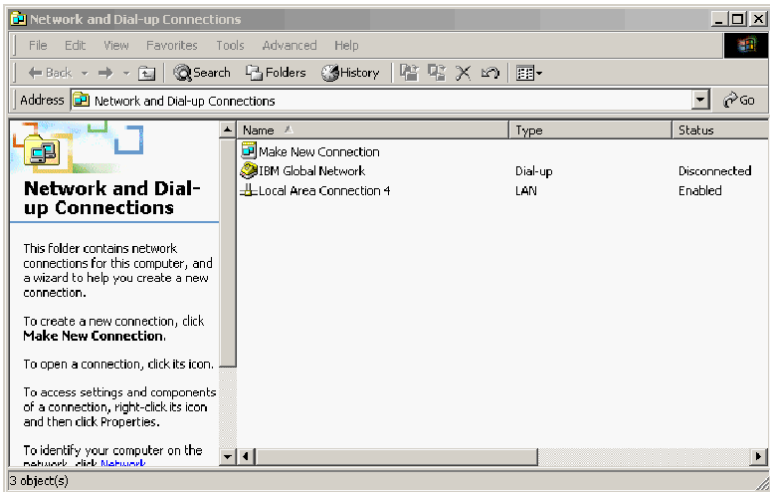 Network and Dial-up Connections
File Edit View Favorites Tools Advanced Help
Back Search Folders History
Address Network and Dial-up Connections Go
Name Type Status
Make New Connection
IBM Global Network Dial-up Disconnected
Local Area Connection 4 LAN Enabled
Network and Dial-
up Connections
This folder contains network
connections for this computer, and
a wizard to help you create a new
connection.
To create a new connection, click
Make New Connection.
To open a connection, click its icon.
To access settings and components
of a connection, right-click its icon
and then click Properties.
To identify your computer on the
network, click Network
3 object(s)